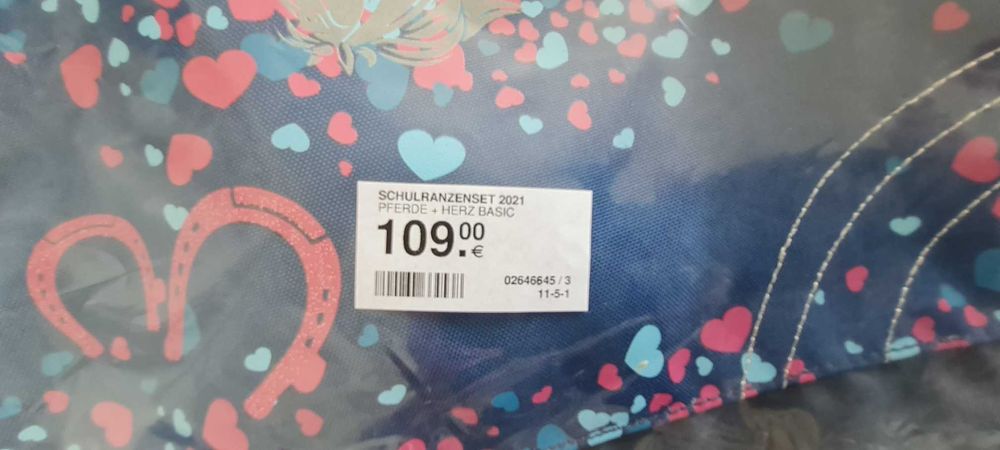 SCHULRANZENSET 2021
PFERDE + HERZ BASIC
109.00 €
02646645 / 3
11-5-1